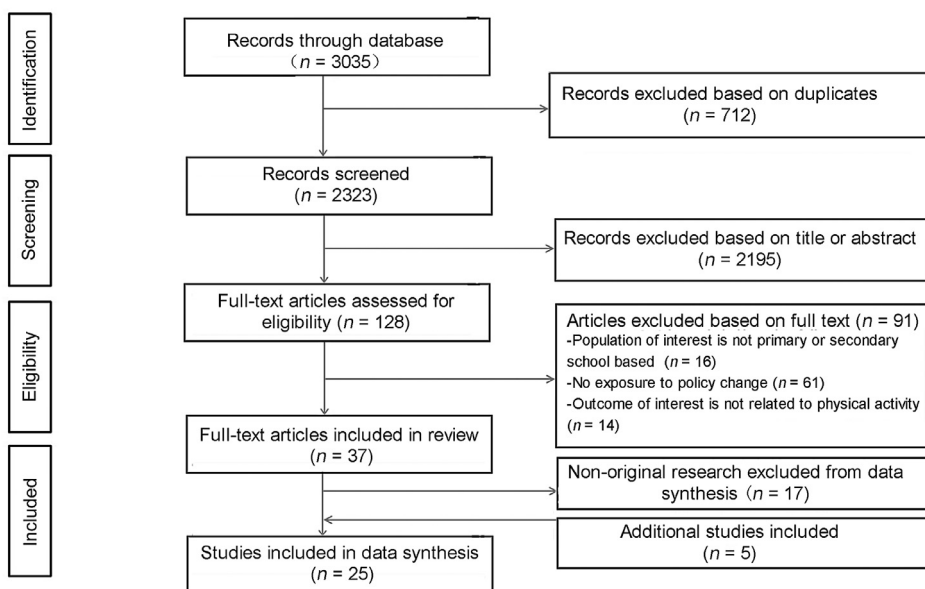 Identification
Records through database
（n = 3035）
Records excluded based on duplicates
(n = 712)
Screening
Records screened
(n = 2323)
Records excluded based on title or abstract
(n = 2195)
Eligibility
Full-text articles assessed for
eligibility (n = 128)
Articles excluded based on full text (n = 91)
-Population of interest is not primary or secondary
school based (n = 16)
-No exposure to policy change (n = 61)
-Outcome of interest is not related to physical activity
(n = 14)
Full-text articles included in review
(n = 37)
Included
Non-original research excluded from data
synthesis（n = 17)
Additional studies included
(n = 5)
Studies included in data synthesis
(n = 25)